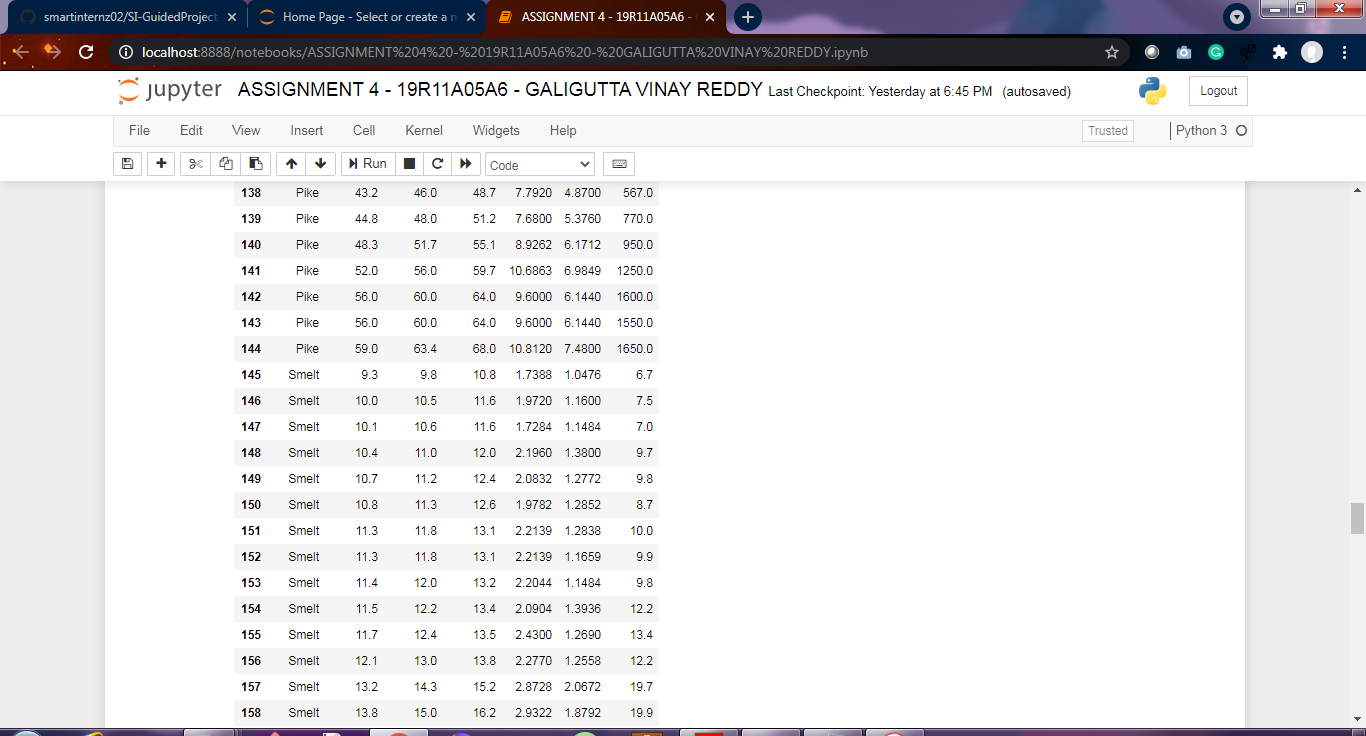 smartinternz02/SI-GuidedProject
Home Page - Select or create a n
ASSIGNMENT 4 - 19R11A05A6 -
localhost:8888/notebooks/ASSIGNMENT%204%20-%2019R11A05A6%20-%20GALIGUTTA%20VINAY%20REDDY.ipynb
jupyter ASSIGNMENT 4 - 19R11A05A6 - GALIGUTTA VINAY REDDY Last Checkpoint: Yesterday at 6:45 PM (autosaved)
Logout
File Edit View Insert Cell Kernel Widgets Help
Trusted Python 3
Run Code
138 Pike 43.2 46.0 48.7 7.7920 4.8700 567.0
139 Pike 44.8 48.0 51.2 7.6800 5.3760 770.0
140 Pike 48.3 51.7 55.1 8.9262 6.1712 950.0
141 Pike 52.0 56.0 59.7 10.6863 6.9849 1250.0
142 Pike 56.0 60.0 64.0 9.6000 6.1440 1600.0
143 Pike 56.0 60.0 64.0 9.6000 6.1440 1550.0
144 Pike 59.0 63.4 68.0 10.8120 7.4800 1650.0
145 Smelt 9.3 9.8 10.8 1.7388 1.0476 6.7
146 Smelt 10.0 10.5 11.6 1.9720 1.1600 7.5
147 Smelt 10.1 10.6 11.6 1.7284 1.1484 7.0
148 Smelt 10.4 11.0 12.0 2.1960 1.3800 9.7
149 Smelt 10.7 11.2 12.4 2.0832 1.2772 9.8
150 Smelt 10.8 11.3 12.6 1.9782 1.2852 8.7
151 Smelt 11.3 11.8 13.1 2.2139 1.2838 10.0
152 Smelt 11.3 11.8 13.1 2.2139 1.1659 9.9
153 Smelt 11.4 12.0 13.2 2.2044 1.1484 9.8
154 Smelt 11.5 12.2 13.4 2.0904 1.3936 12.2
155 Smelt 11.7 12.4 13.5 2.4300 1.2690 13.4
156 Smelt 12.1 13.0 13.8 2.2770 1.2558 12.2
157 Smelt 13.2 14.3 15.2 2.8728 2.0672 19.7
158 Smelt 13.8 15.0 16.2 2.9322 1.8792 19.9